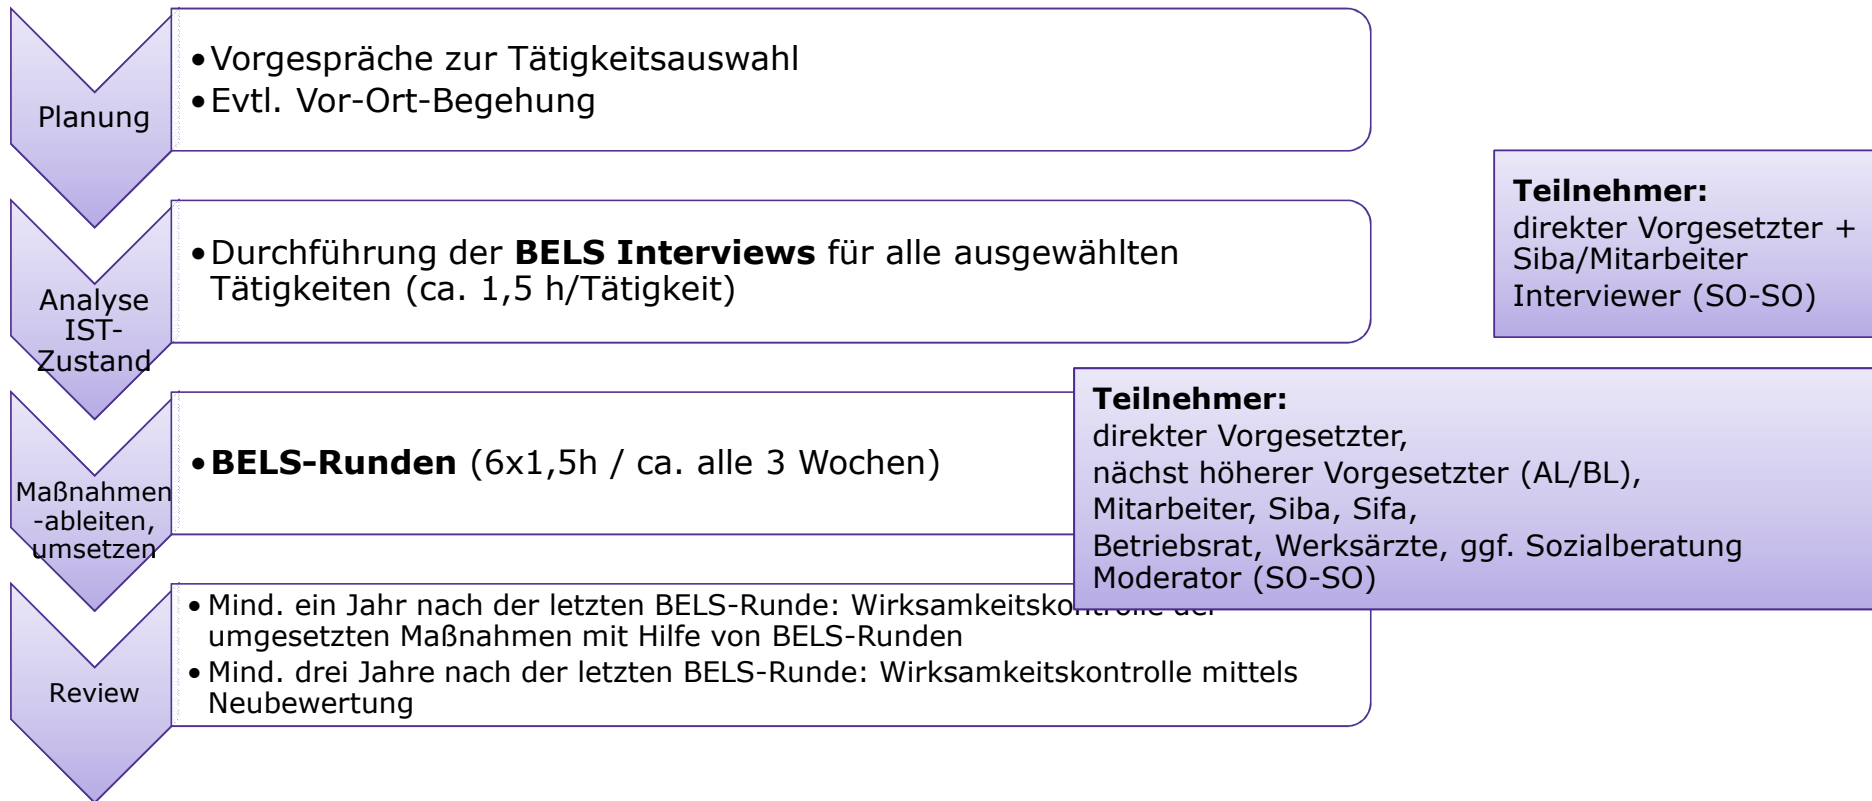 Planung
•Vorgespräche zur Tätigkeitsauswahl
•Evtl. Vor-Ort-Begehung
Analyse
IST-
Zustand
•Durchführung der BELS Interviews für alle ausgewählten
Tätigkeiten (ca. 1,5 h/Tätigkeit)
Teilnehmer:
direkter Vorgesetzter +
Siba/Mitarbeiter
Interviewer (SO-SO)
Maßnahmen
-ableiten,
umsetzen
•BELS-Runden (6x1,5h / ca. alle 3 Wochen)
Teilnehmer:
direkter Vorgesetzter,
nächst höherer Vorgesetzter (AL/BL),
Mitarbeiter, Siba, Sifa,
Betriebsrat, Werksärzte, ggf. Sozialberatung
Moderator (SO-SO)
Review
•Mind. ein Jahr nach der letzten BELS-Runde: Wirksamkeitskontrolle der
umgesetzten Maßnahmen mit Hilfe von BELS-Runden
•Mind. drei Jahre nach der letzten BELS-Runde: Wirksamkeitskontrolle mittels
Neubewertung